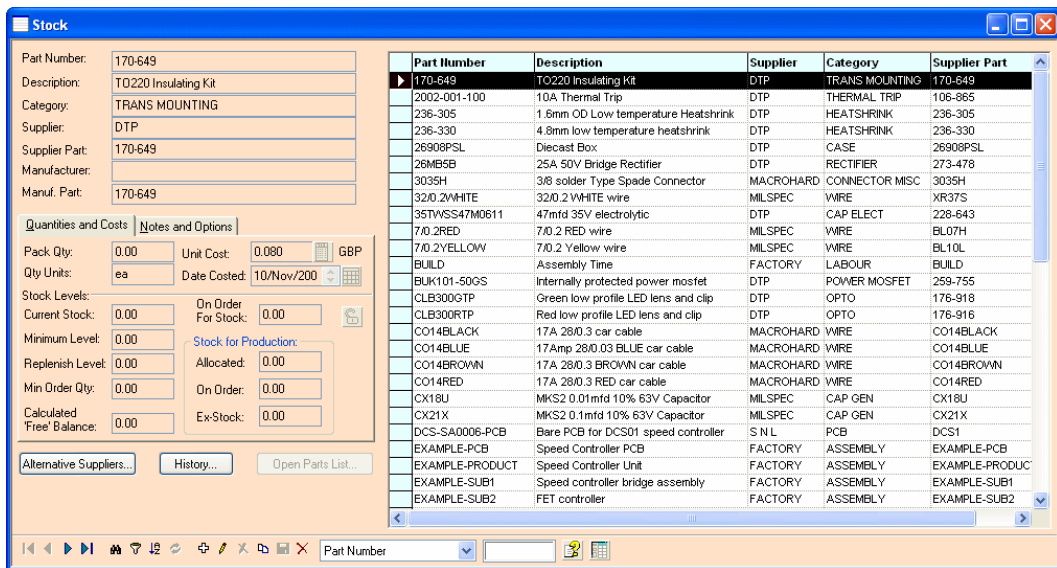 Stock
Part Number: 170-649
Description: TO220 Insulating Kit
Category: TRANS MOUNTING
Supplier: DTP
Supplier Part: 170-649
Manufacturer:
Manuf. Part: 170-649
Quantities and Costs Notes and Options
Pack Qty: 0.00 Unit Cost: 0.080 GBP
Qty Units: ea Date Costed: 10/Nov/200
Stock Levels:
Current Stock: 0.00 On Order For Stock: 0.00
Minimum Level: 0.00 Stock for Production:
Replenish Level: 0.00 Allocated: 0.00
Min Order Qty: 0.00 On Order: 0.00
Calculated 'Free' Balance: 0.00 Ex-Stock: 0.00
Alternative Suppliers... History... Open Parts List...
Part Number Description Supplier Category Supplier Part
170-649 TO220 Insulating Kit DTP TRANS MOUNTING 170-649
2002-001-100 10A Thermal Trip DTP THERMAL TRIP 106-865
236-305 1.6mm OD Low temperature Heatshrink DTP HEATSHRINK 236-305
236-330 4.8mm low temperature heatshrink DTP HEATSHRINK 236-330
26908PSL Diecast Box DTP CASE 26908PSL
26MB5B 25A 50V Bridge Rectifier DTP RECTIFIER 273-478
3035H 3/8 solder Type Spade Connector MACROHARD CONNECTOR MISC 3035H
32/0.2WHITE 32/0.2 WHITE wire MILSPEC WIRE XR37S
35TWSS47M0611 47mfd 35V electrolytic DTP CAP ELECT 228-643
7/0.2RED 7/0.2 RED wire MILSPEC WIRE BL07H
7/0.2YELLOW 7/0.2 Yellow wire MILSPEC WIRE BL10L
BUILD Assembly Time FACTORY LABOUR BUILD
BUK101-50GS Internally protected power mosfet DTP POWER MOSFET 259-755
CLB300GTP Green low profile LED lens and clip DTP OPTO 176-918
CLB300RTP Red low profile LED lens and clip DTP OPTO 176-916
CO14BLACK 17A 28/0.3 car cable MACROHARD WIRE CO14BLACK
CO14BLUE 17Amp 28/0.03 BLUE car cable MACROHARD WIRE CO14BLUE
CO14BROWN 17A 28/0.3 BROWN car cable MACROHARD WIRE CO14BROWN
CO14RED 17A 28/0.3 RED car cable MACROHARD WIRE CO14RED
CX18U MKS2 0.01mfd 10% 63V Capacitor MILSPEC CAP GEN CX18U
CX21X MKS2 0.1mfd 10% 63V Capacitor MILSPEC CAP GEN CX21X
DCS-SA0006-PCB Bare PCB for DCS01 speed controller S N L PCB DCS1
EXAMPLE-PCB Speed Controller PCB FACTORY ASSEMBLY EXAMPLE-PCB
EXAMPLE-PRODUCT Speed Controller Unit FACTORY ASSEMBLY EXAMPLE-PRODUC
EXAMPLE-SUB1 Speed controller bridge assembly FACTORY ASSEMBLY EXAMPLE-SUB1
EXAMPLE-SUB2 FET controller FACTORY ASSEMBLY EXAMPLE-SUB2
Part Number